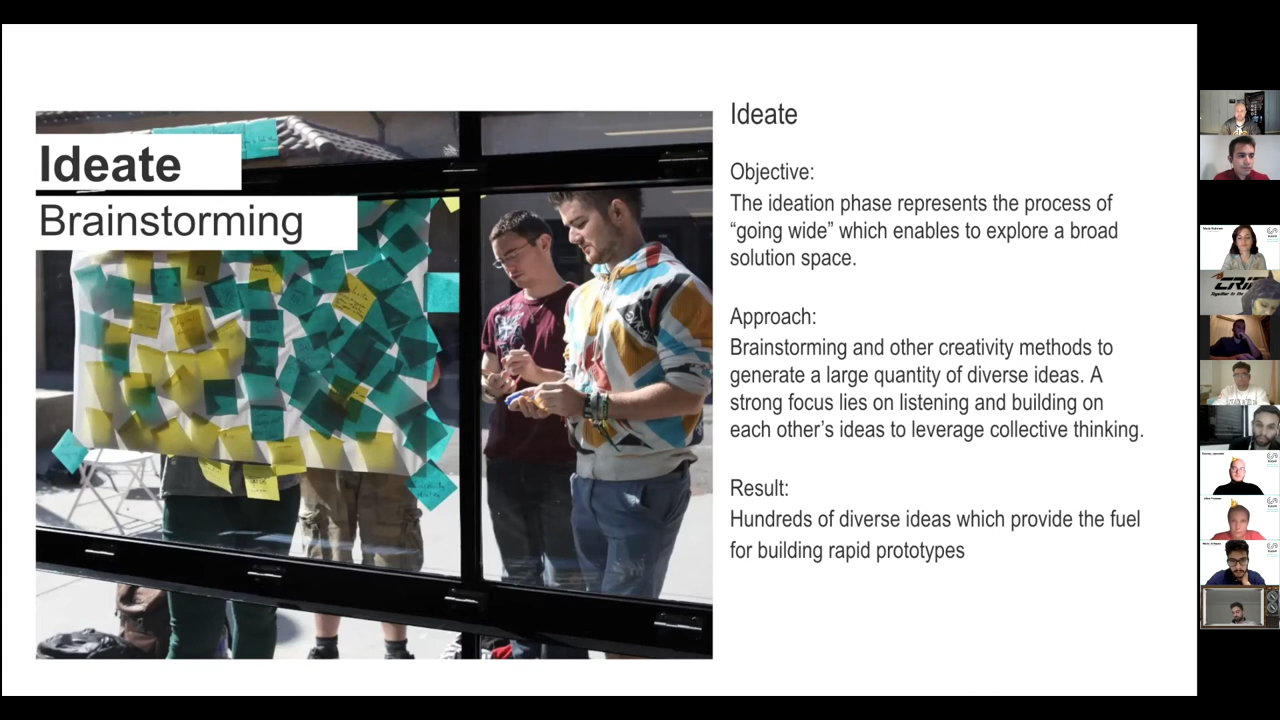 Ideate
Brainstorming
Ideate
Objective:
The ideation phase represents the process of
“going wide” which enables to explore a broad
solution space.
Approach:
Brainstorming and other creativity methods to
generate a large quantity of diverse ideas. A
strong focus lies on listening and building on
each other’s ideas to leverage collective thinking.
Result:
Hundreds of diverse ideas which provide the fuel
for building rapid prototypes